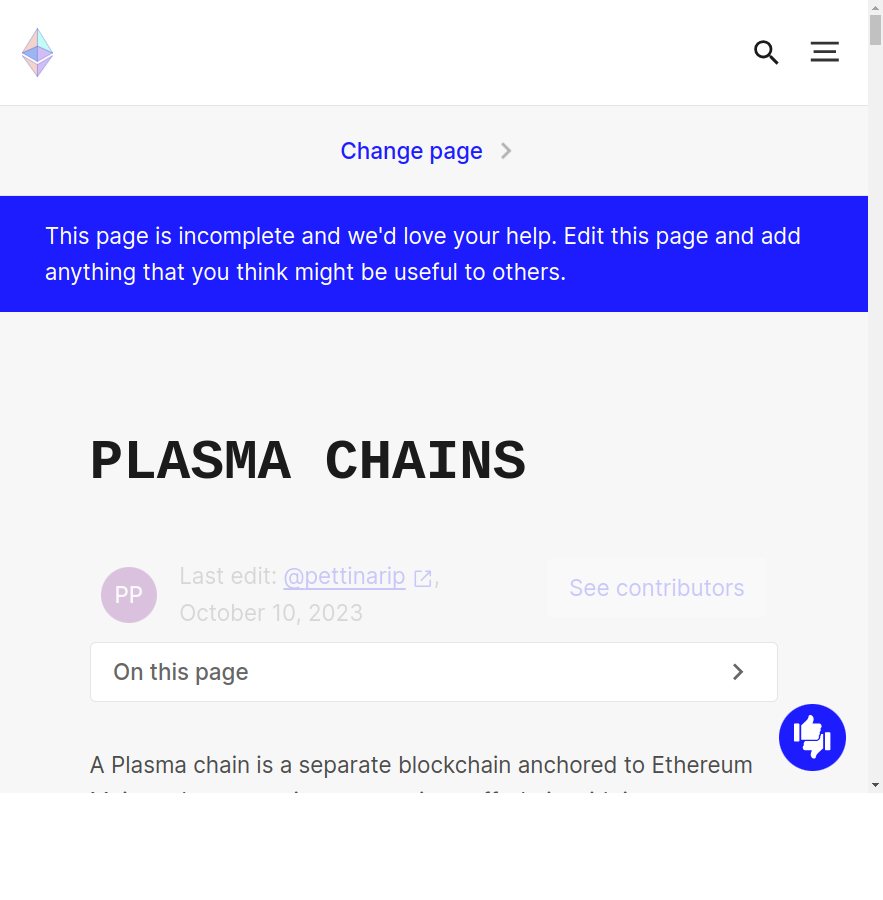 Change page
This page is incomplete and we'd love your help. Edit this page and add
anything that you think might be useful to others.
PLASMA CHAINS
PP
Last edit: @pettinarip,
October 10, 2023
See contributors
On this page
A Plasma chain is a separate blockchain anchored to Ethereum